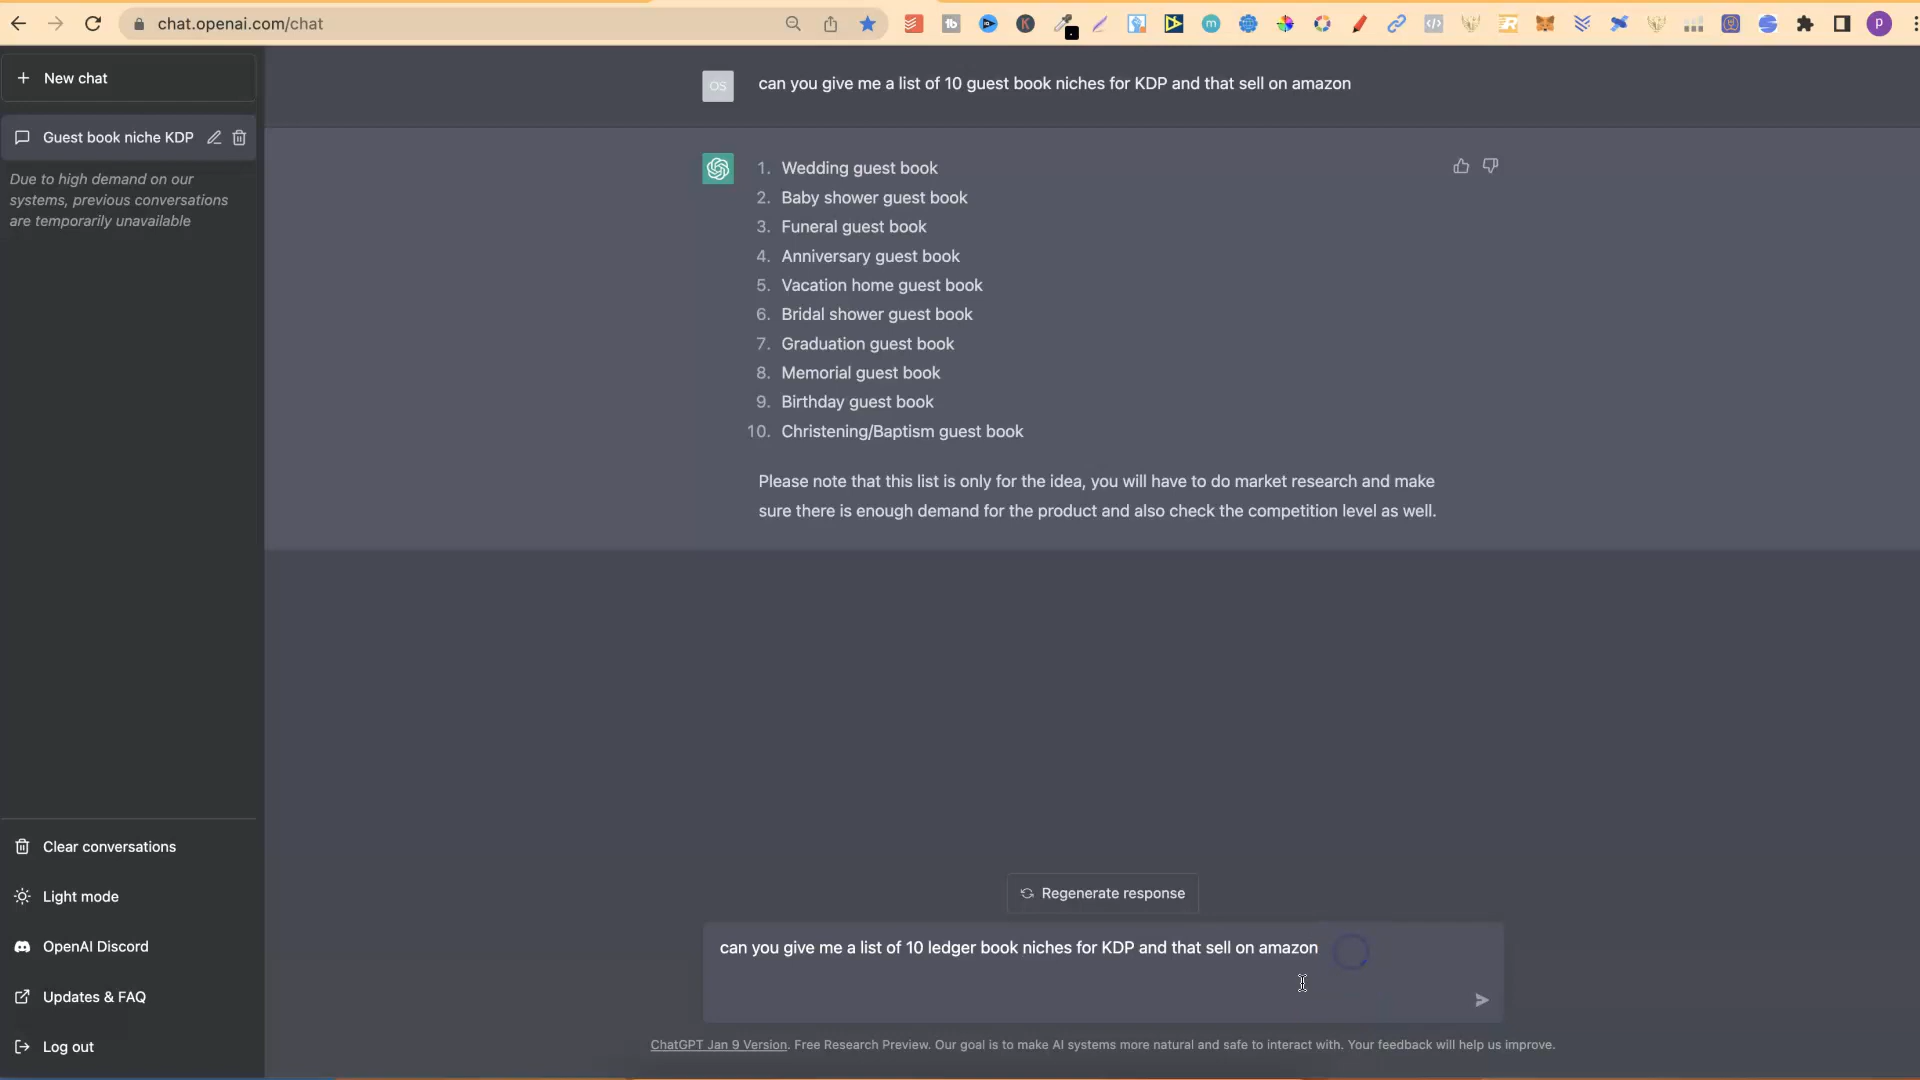 chat.openai.com/chat
New chat
Guest book niche KDP
Due to high demand on our
systems, previous conversations
are temporarily unavailable
Clear conversations
Light mode
OpenAI Discord
Updates & FAQ
Log out
OS
can you give me a list of 10 guest book niches for KDP and that sell on amazon
1. Wedding guest book
2. Baby shower guest book
3. Funeral guest book
4. Anniversary guest book
5. Vacation home guest book
6. Bridal shower guest book
7. Graduation guest book
8. Memorial guest book
9. Birthday guest book
10. Christening/Baptism guest book
Please note that this list is only for the idea, you will have to do market research and make
sure there is enough demand for the product and also check the competition level as well.
Regenerate response
can you give me a list of 10 ledger book niches for KDP and that sell on amazon
ChatGPT Jan 9 Version. Free Research Preview. Our goal is to make AI systems more natural and safe to interact with. Your feedback will help us improve.